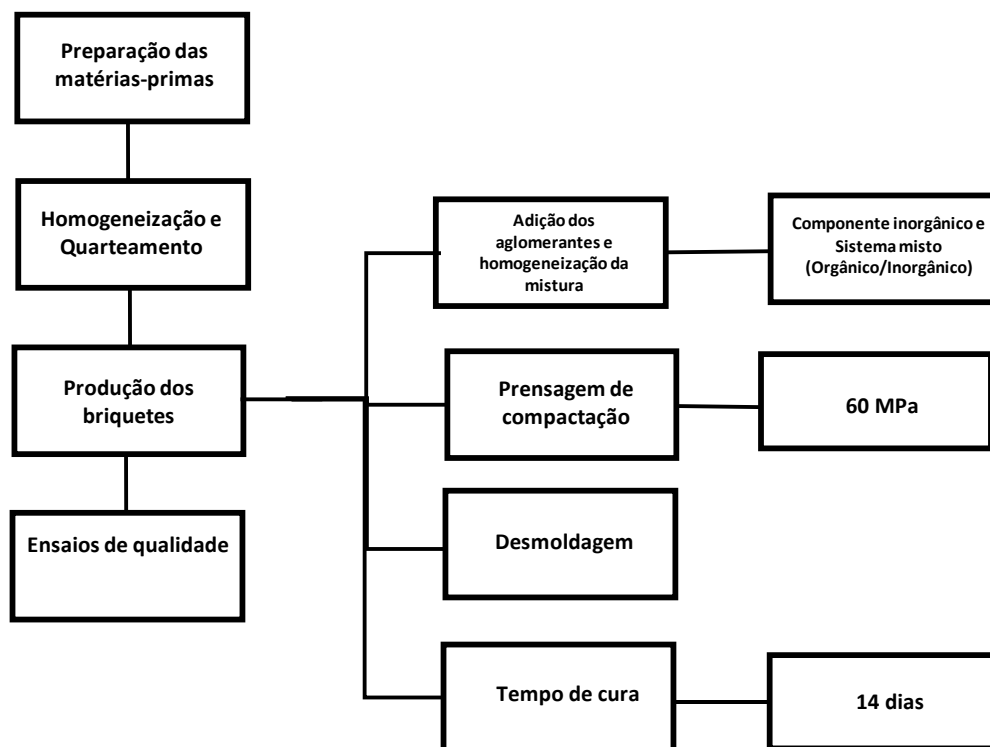 Preparação das
matérias-primas
Homogeneização e
Quarteamento
Produção dos
briquetes
Ensaios de qualidade
Adição dos
aglomerantes e
homogeneização da
mistura
Componente inorgânico e
Sistema misto
(Orgânico/Inorgânico)
Prensagem de
compactação
60 MPa
Desmoldagem
Tempo de cura
14 dias